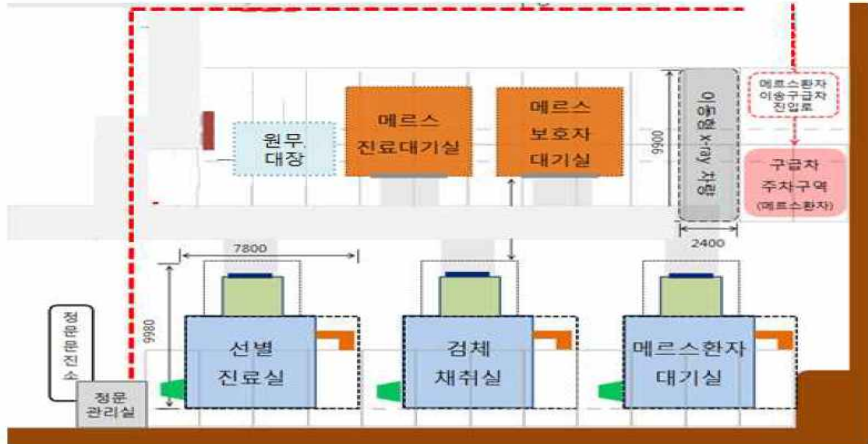 원무.
대장
메르스
진료대기실
메르스
보호자
대기실
9900
이동형 x-ray 차량
메르스환자
이송구급차
진입로
구급차
주차구역
(메르스환자)
7800
2400
9980
정문문진소
선별
진료실
검체
채취실
메르스환자
대기실
정문
관리실